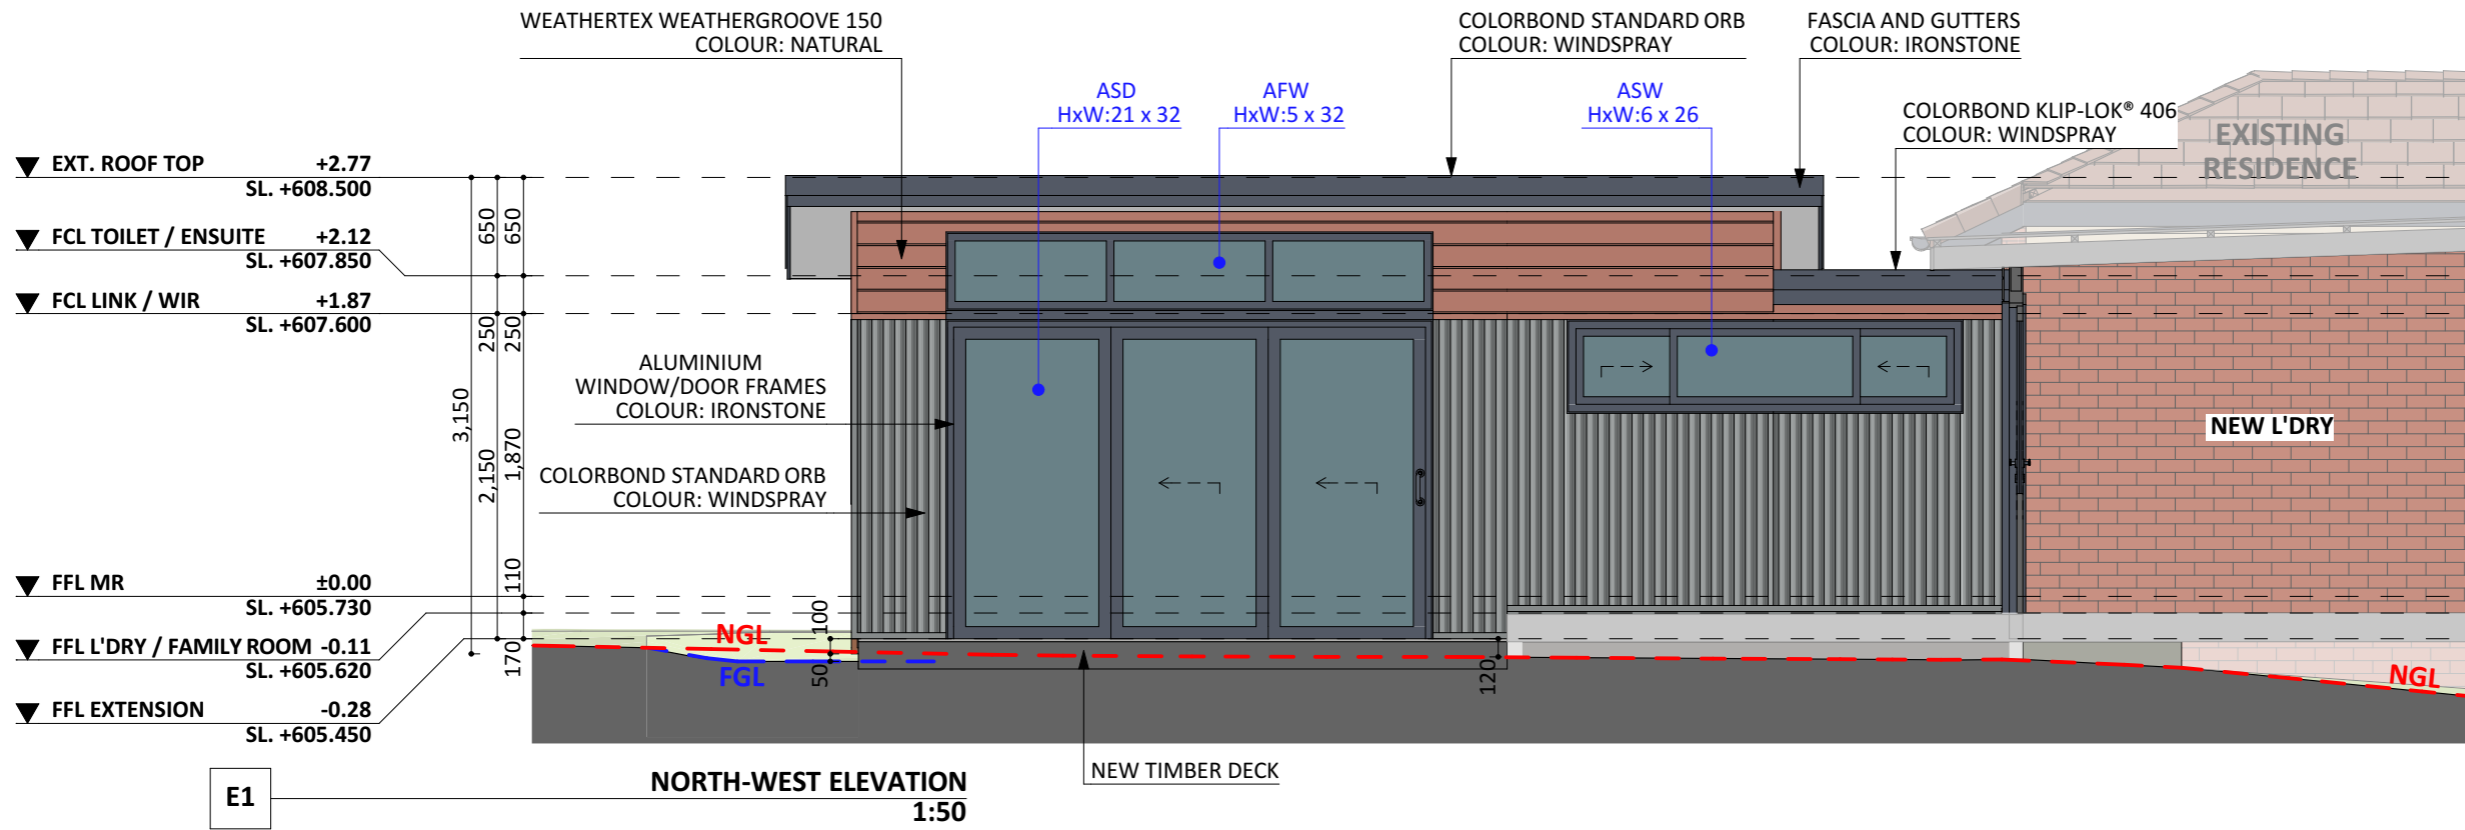 WEATHERTEX WEATHERGROOVE 150
COLOUR: NATURAL
COLORBOND STANDARD ORB
COLOUR: WINDSPRAY
FASCIA AND GUTTERS
COLOUR: IRONSTONE
ASD
HxW:21 x 32
AFW
HxW:5 x 32
ASW
HxW:6 x 26
COLORBOND KLIP-LOK® 406
COLOUR: WINDSPRAY
EXISTING
RESIDENCE
EXT. ROOF TOP +2.77
SL. +608.500
FCL TOILET / ENSUITE +2.12
SL. +607.850
FCL LINK / WIR +1.87
SL. +607.600
650
650
250
250
3,150
2,150
1,870
110
170
100
50
120
ALUMINIUM
WINDOW/DOOR FRAMES
COLOUR: IRONSTONE
COLORBOND STANDARD ORB
COLOUR: WINDSPRAY
NEW L'DRY
FFL MR ±0.00
SL. +605.730
FFL L'DRY / FAMILY ROOM -0.11
SL. +605.620
FFL EXTENSION -0.28
SL. +605.450
NGL
FGL
NGL
NEW TIMBER DECK
E1
NORTH-WEST ELEVATION
1:50